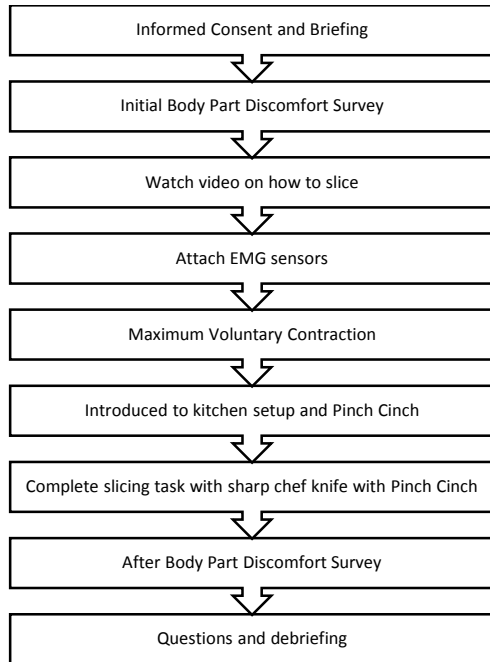 Informed Consent and Briefing
Initial Body Part Discomfort Survey
Watch video on how to slice
Attach EMG sensors
Maximum Voluntary Contraction
Introduced to kitchen setup and Pinch Cinch
Complete slicing task with sharp chef knife with Pinch Cinch
After Body Part Discomfort Survey
Questions and debriefing